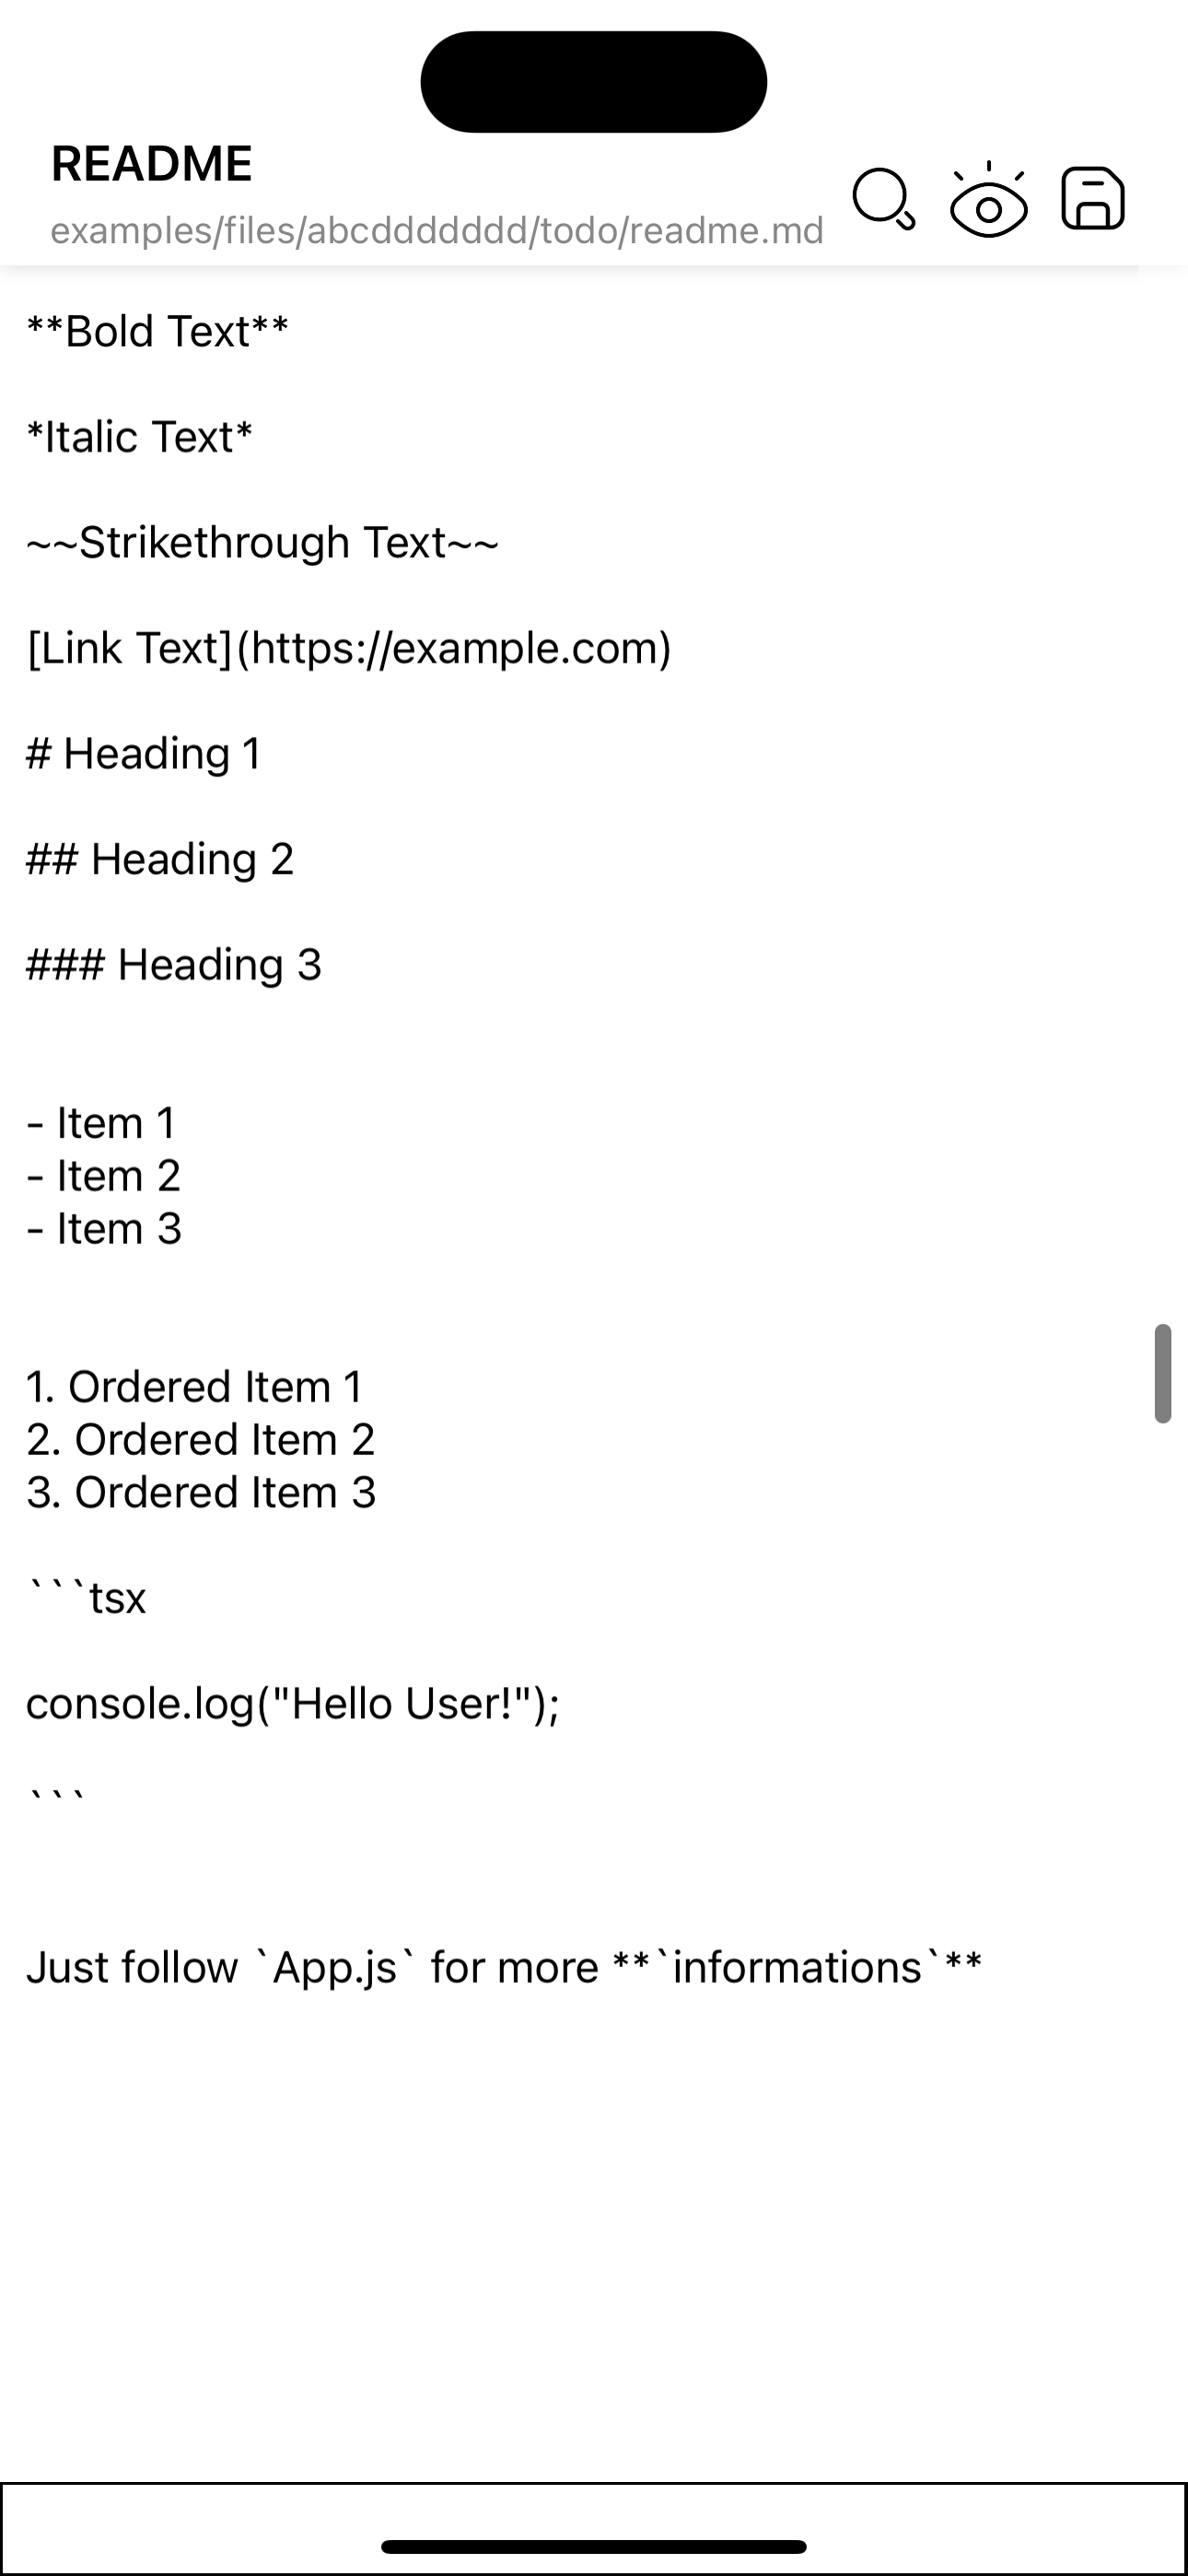 README
examples/files/abcddddddd/todo/readme.md
**Bold Text**
*Italic Text*
~~Strikethrough Text~~
[Link Text](https://example.com)
# Heading 1
## Heading 2
### Heading 3
- Item 1
- Item 2
- Item 3
1. Ordered Item 1
2. Ordered Item 2
3. Ordered Item 3
```tsx
console.log("Hello User!");
```
Just follow `App.js` for more **`informations`**